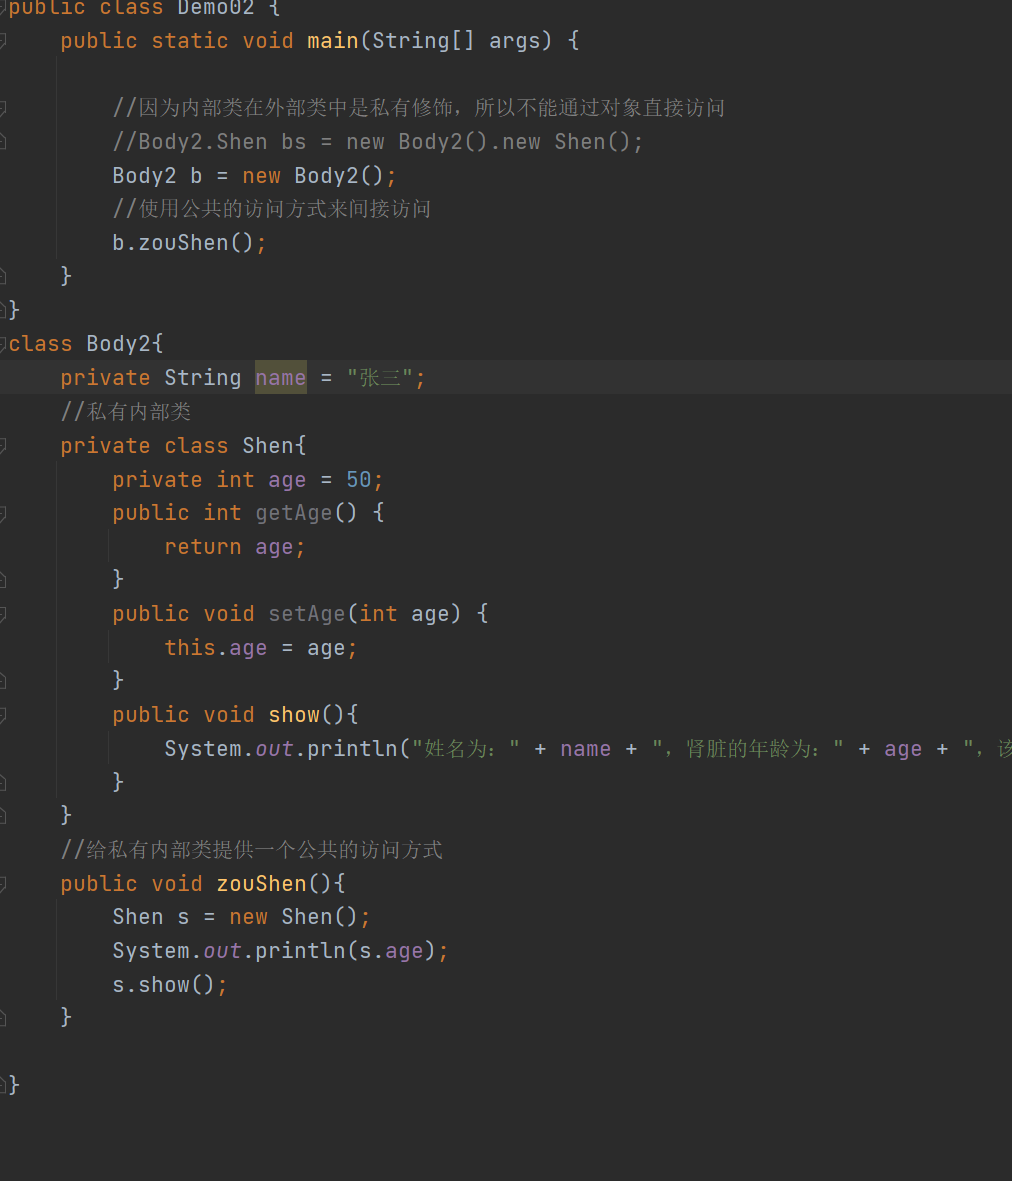 public class Demo02 {
public static void main(String[] args) {
//因为内部类在外部类中是私有修饰，所以不能通过对象直接访问
//Body2.Shen bs = new Body2().new Shen();
Body2 b = new Body2();
//使用公共的访问方式来间接访问
b.zouShen();
}
}
class Body2{
private String name = "张三";
//私有内部类
private class Shen{
private int age = 50;
public int getAge() {
return age;
}
public void setAge(int age) {
this.age = age;
}
public void show(){
System.out.println("姓名为：" + name + "，肾脏的年龄为：" + age + "，该
}
}
//给私有内部类提供一个公共的访问方式
public void zouShen(){
Shen s = new Shen();
System.out.println(s.age);
s.show();
}
}